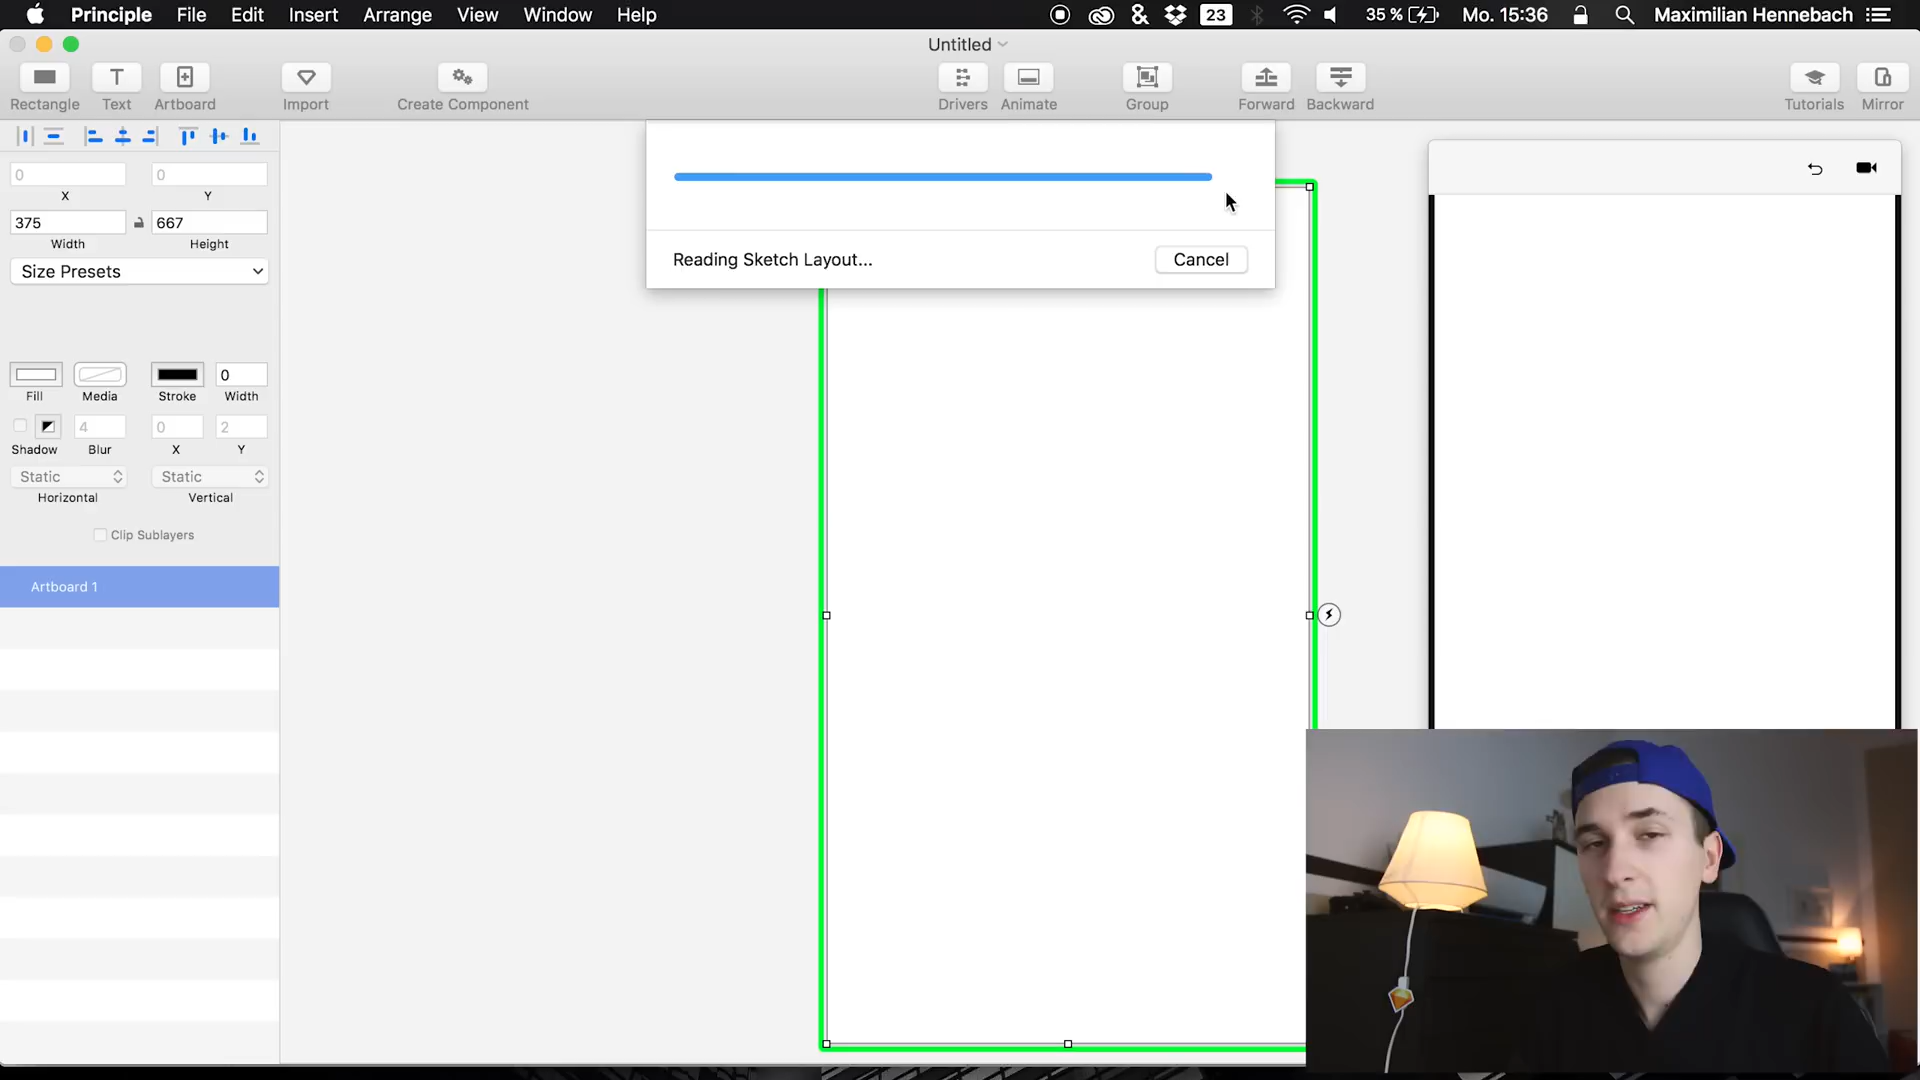 Principle File Edit Insert Arrange View Window Help 23 35 % Mo. 15:36 Maximilian Hennebach
Untitled
Rectangle Text Artboard Import Create Component Drivers Animate Group Forward Backward Tutorials Mirror
0 0
X Y
375 667
Width Height
Size Presets
0
Fill Media Stroke Width
4 0 2
Shadow Blur X Y
Static Static
Horizontal Vertical
Clip Sublayers
Artboard 1
Reading Sketch Layout... Cancel